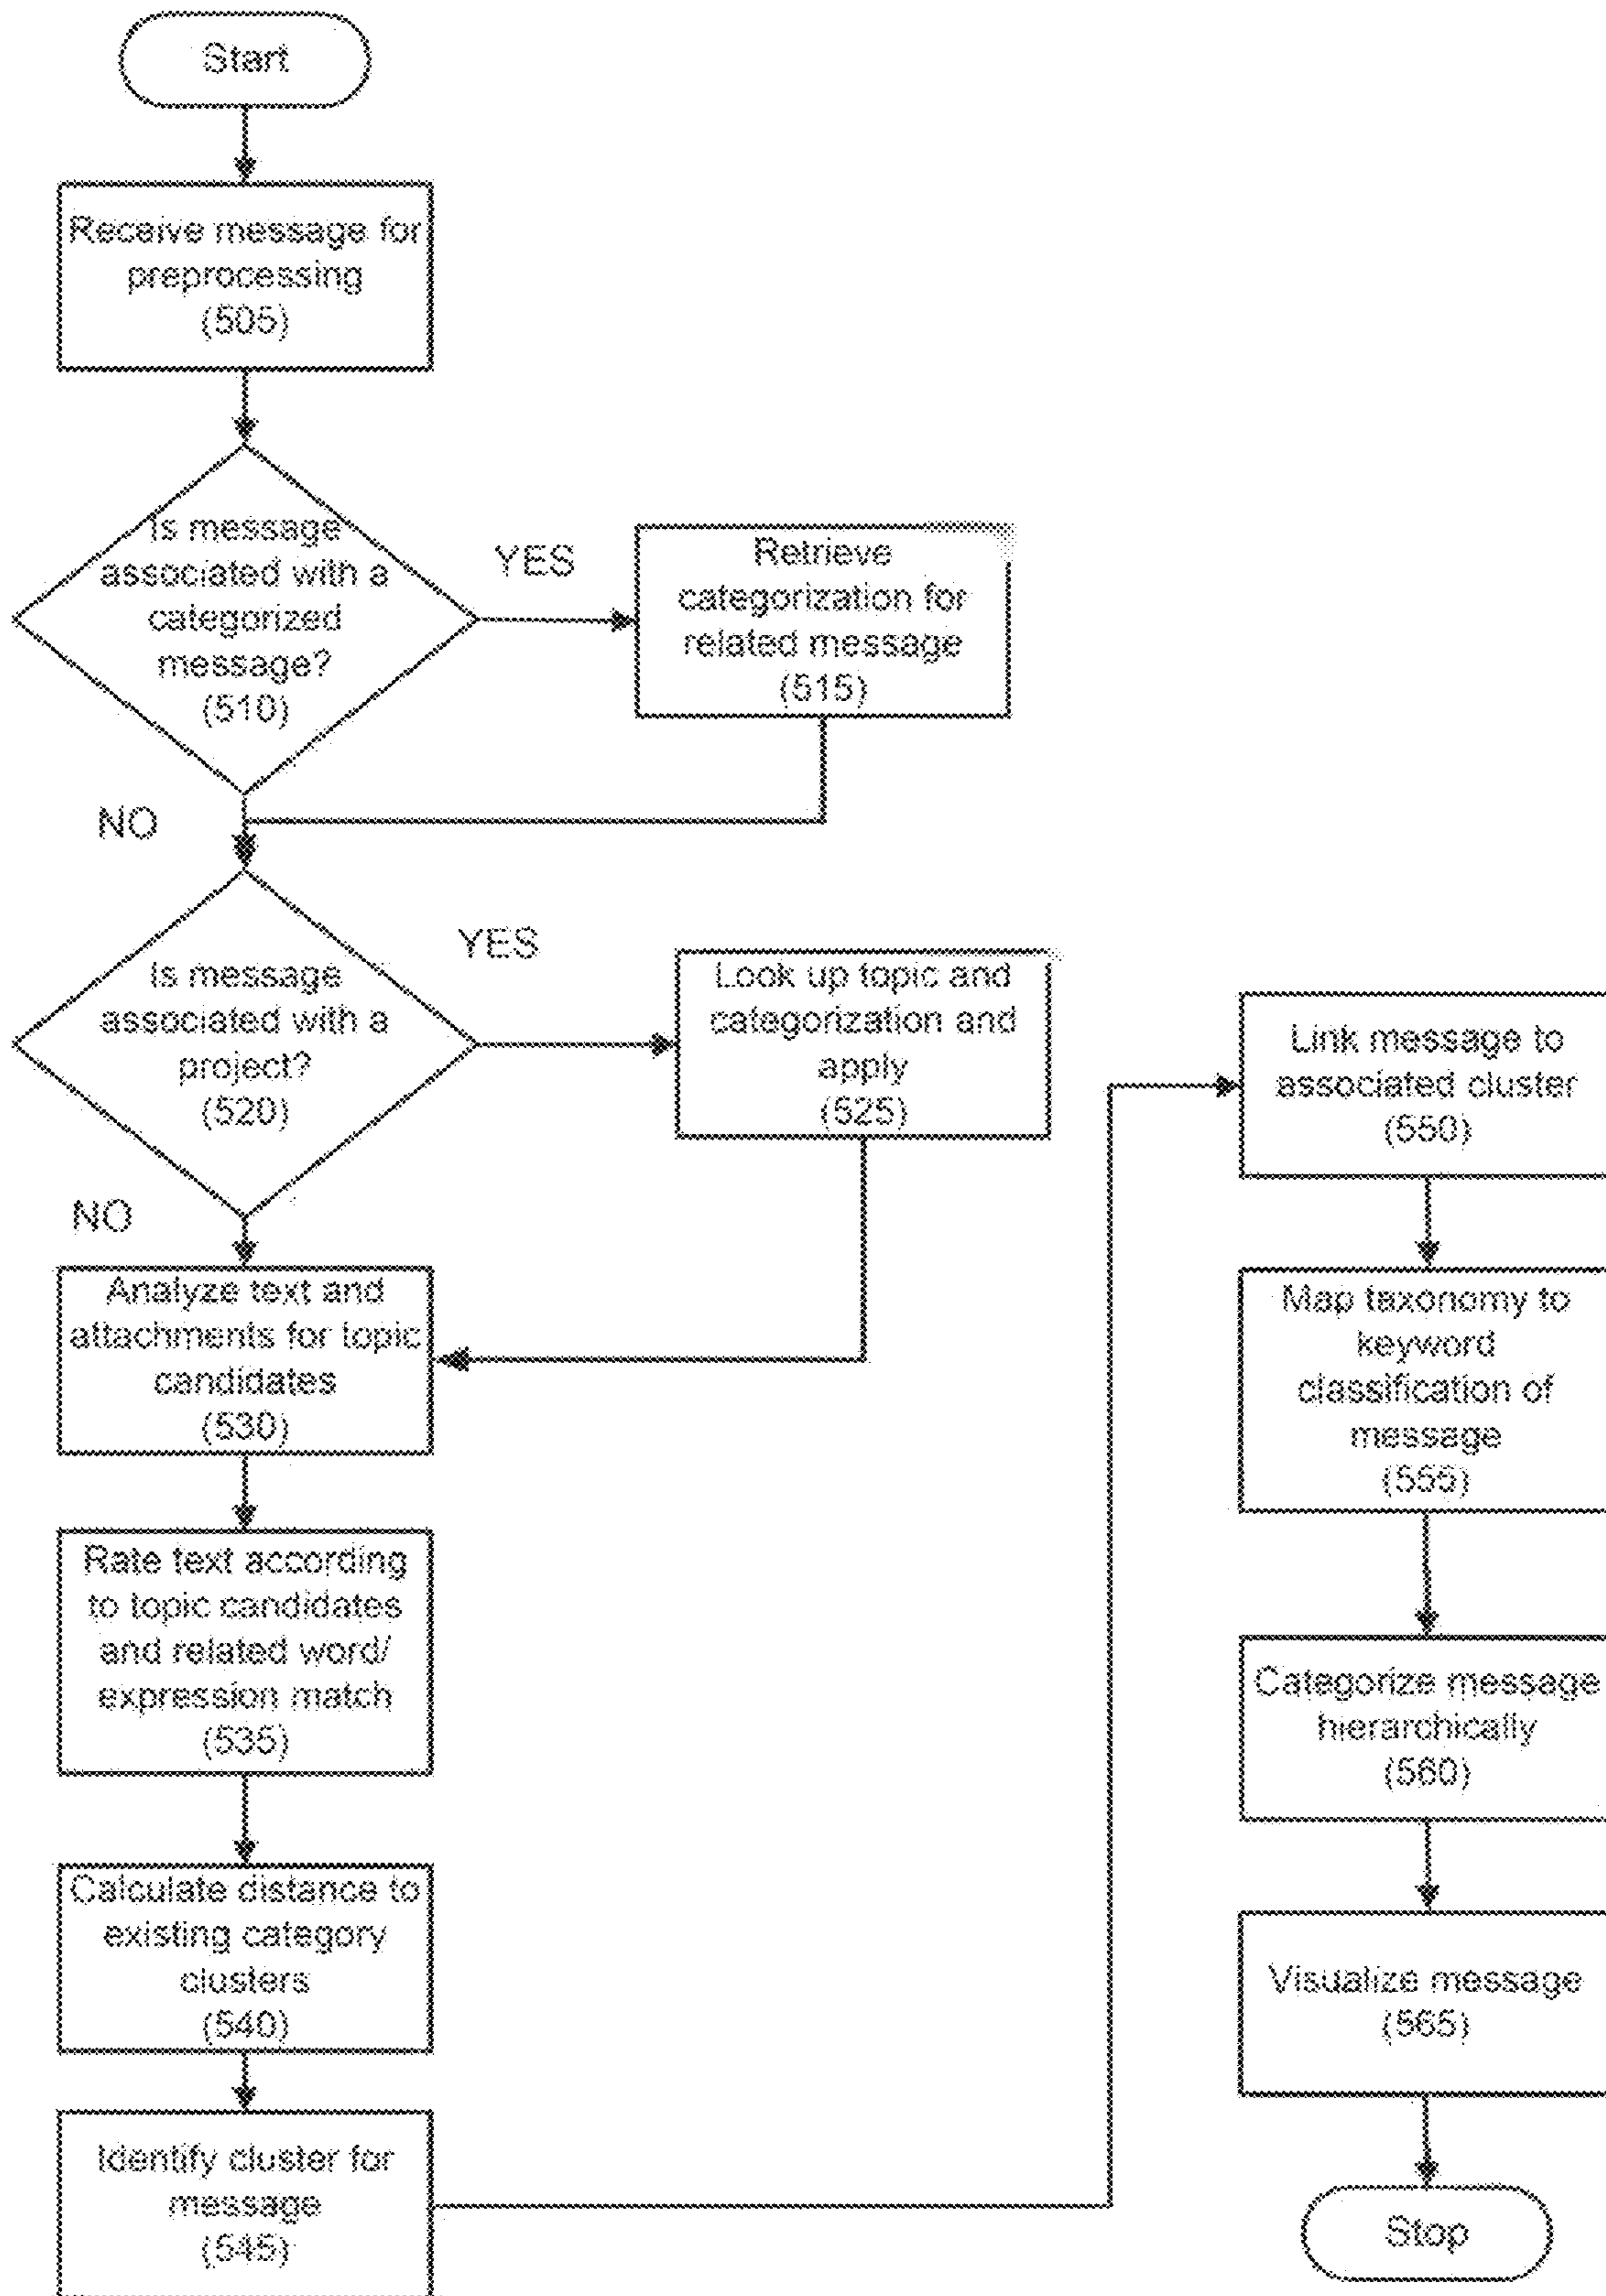 Start
Receive message for
preprocessing
(505)
Is message
associated with a
categorized
message?
(510)
YES
Retrieve
categorization for
related message
(515)
NO
Is message
associated with a
project?
(520)
YES
Look up topic and
categorization and
apply
(525)
NO
Analyze text and
attachments for topic
candidates
(530)
Rate text according
to topic candidates
and related word/
expression match
(535)
Calculate distance to
existing category
clusters
(540)
Identify cluster for
message
(545)
Link message to
associated cluster
(550)
Map taxonomy to
keyword
classification of
message
(555)
Categorize message
hierarchically
(560)
Visualize message
(565)
Stop